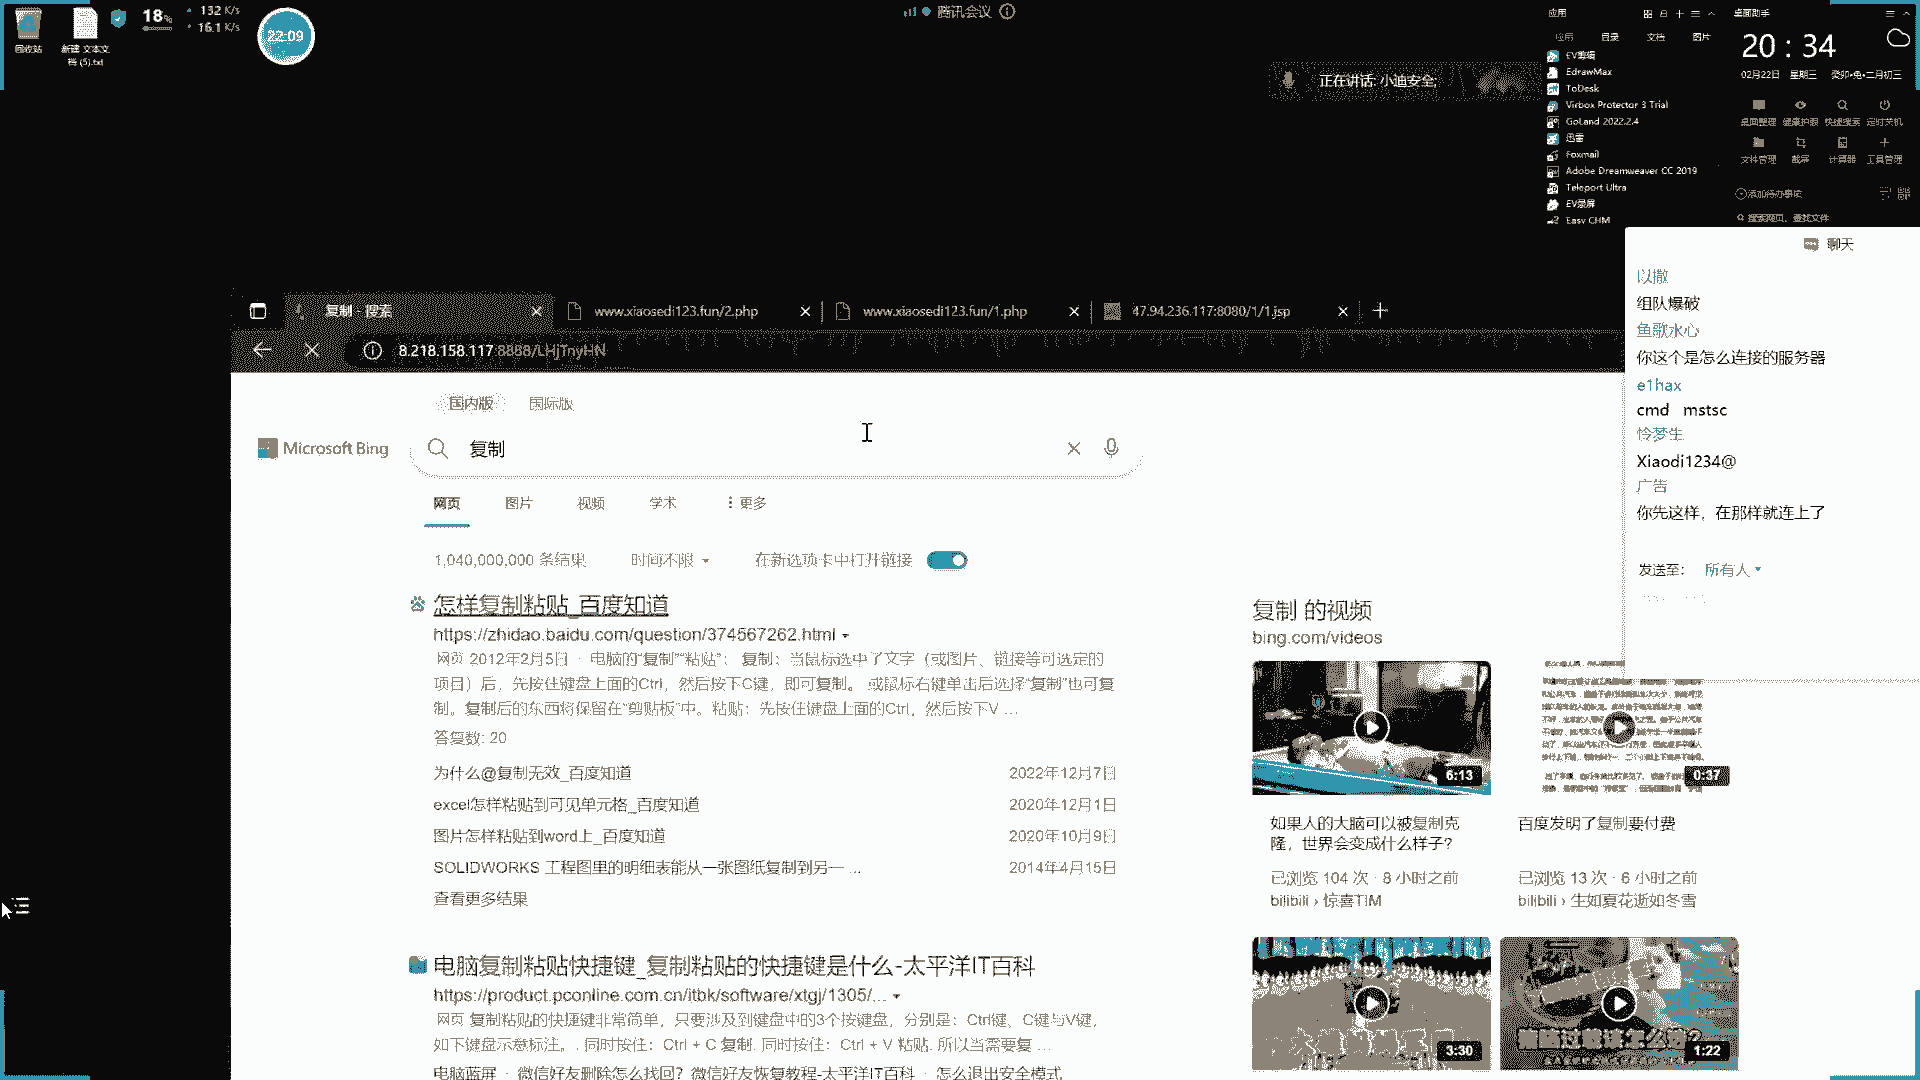 回收站
新建 文本文
档 (5).txt
18%
132 K/s
16.1 K/s
22:09
腾讯会议
正在讲话: 小迪安全;
应用
应用
目录
文档
图片
EV剪辑
EdrawMax
ToDesk
Virbox Protector 3 Trial
GoLand 2022.2.4
迅雷
Foxmail
Adobe Dreamweaver CC 2019
Teleport Ultra
EV录屏
Easy CHM
桌面助手
20 : 34
02月22日 星期三 癸卯•兔•二月初三
桌面整理 健康护眼 快捷搜索 定时关机
文件管理 截屏 计算器 工具管理
添加待办事项
搜索网页、查找文件
聊天
以撒
组队爆破
鱼歌水心
你这个是怎么连接的服务器
e1hax
cmd mstsc
怜梦生
Xiaodi1234@
广告
你先这样，在那样就连上了
发送至: 所有人
复制 - 搜索
www.xiaosedi123.fun/2.php
www.xiaosedi123.fun/1.php
47.94.236.117:8080/1/1.jsp
8.218.158.117:8888/LHjTnyHN
国内版 国际版
Microsoft Bing
复制
网页 图片 视频 学术 更多
1,040,000,000 条结果 时间不限 在新选项卡中打开链接
怎样复制粘贴_百度知道
https://zhidao.baidu.com/question/374567262.html
网页 2012年2月5日 · 电脑的“复制”“粘贴”： 复制：当鼠标选中了文字（或图片、链接等可选定的
项目）后，先按住键盘上面的Ctrl，然后按下C键，即可复制。 或鼠标右键单击后选择“复制”也可复
制。复制后的东西将保留在“剪贴板”中。粘贴：先按住键盘上面的Ctrl，然后按下V ...
答复数: 20
为什么@复制无效_百度知道 2022年12月7日
excel怎样粘贴到可见单元格_百度知道 2020年12月1日
图片怎样粘贴到word上_百度知道 2020年10月9日
SOLIDWORKS 工程图里的明细表能从一张图纸复制到另一 ... 2014年4月15日
查看更多结果
电脑复制粘贴快捷键_复制粘贴的快捷键是什么-太平洋IT百科
https://product.pconline.com.cn/itbk/software/xtgj/1305/...
网页 复制粘贴的快捷键非常简单，只要涉及到键盘中的3个按键盘，分别是：Ctrl键、C键与V键，
如下键盘示意标注。. 同时按住：Ctrl + C 复制. 同时按住：Ctrl + V 粘贴. 所以当需要复 ...
电脑蓝屏 · 微信好友删除怎么找回？微信好友恢复教程-太平洋IT百科 · 怎么退出安全模式
复制 的视频
bing.com/videos
6:13
0:37
如果人的大脑可以被复制克
隆，世界会变成什么样子?
已浏览 104 次 · 8 小时之前
bilibili › 惊喜TIM
百度发明了复制要付费
已浏览 13 次 · 6 小时之前
bilibili › 生如夏花逝如冬雪
3:30
1:22